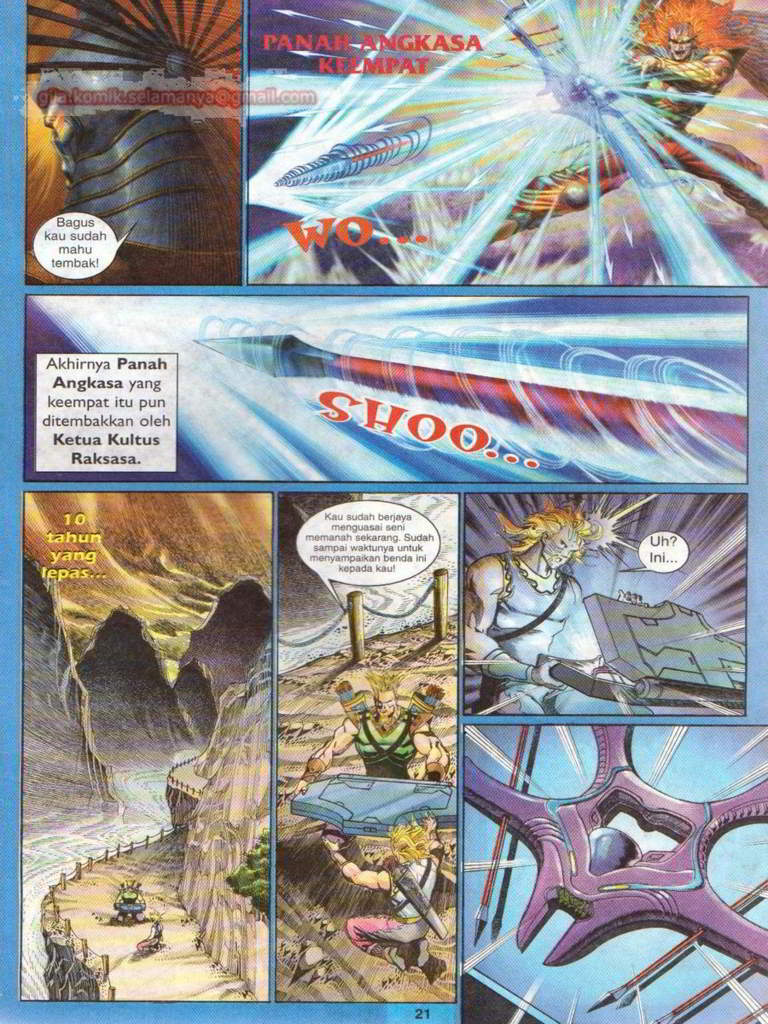 gila.komik.selamanya@gmail.com
Bagus
kau sudah
mahu
tembak!
PANAH ANGKASA
KEEMPAT
WO...
Akhirnya Panah
Angkasa yang
keempat itu pun
ditembakkan oleh
Ketua Kultus
Raksasa.
SHOO...
10
tahun
yang
lepas...
Kau sudah berjaya
menguasai seni
memanah sekarang. Sudah
sampai waktunya untuk
menyampaikan benda ini
kepada kau!
Uh?
Ini...
21